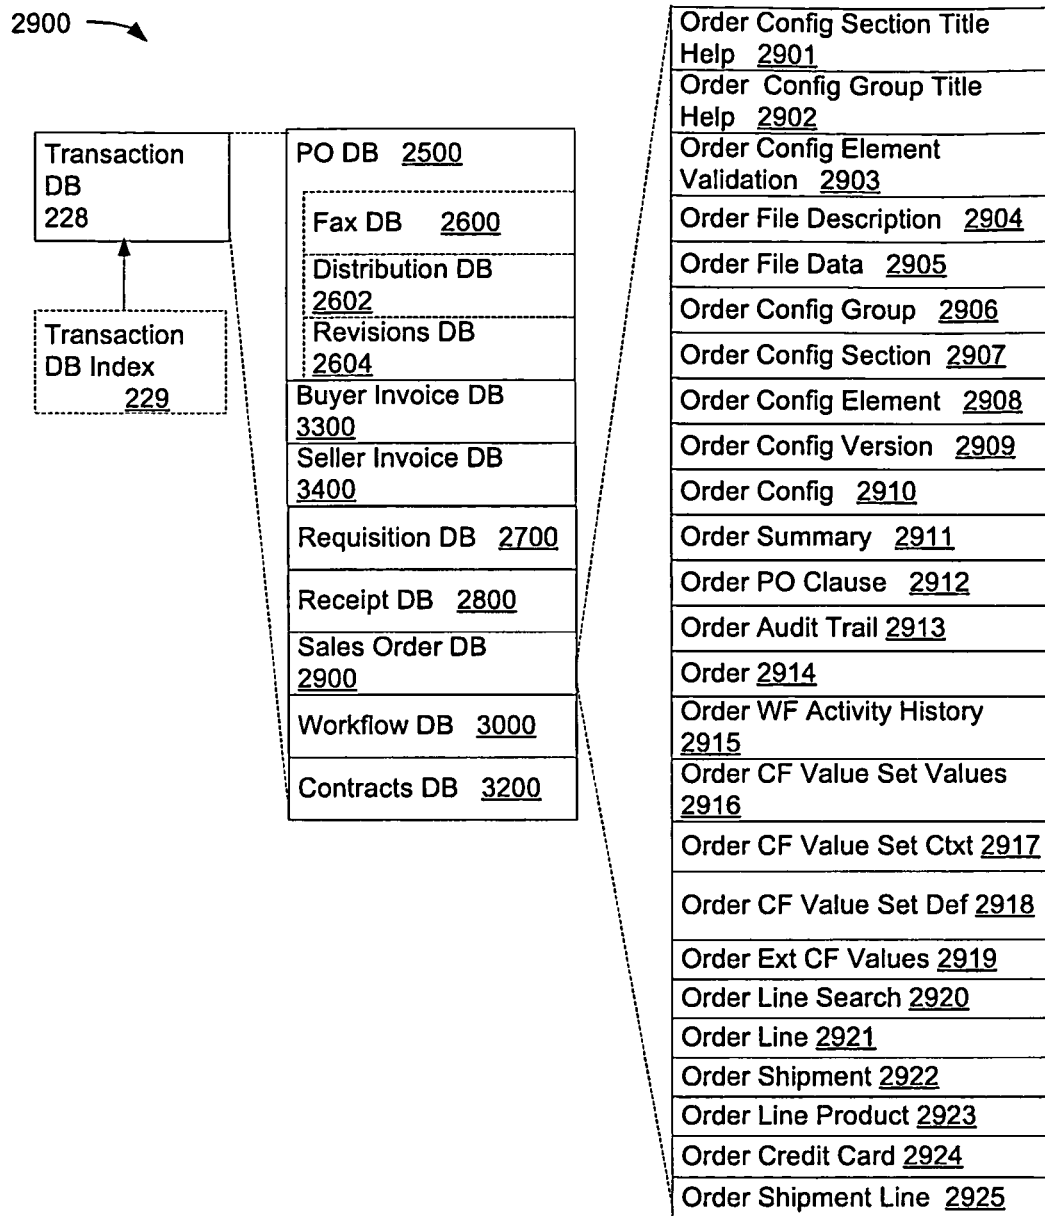 2900
Transaction
DB
228
Transaction
DB Index
229
PO DB 2500
Fax DB 2600
Distribution DB
2602
Revisions DB
2604
Buyer Invoice DB
3300
Seller Invoice DB
3400
Requisition DB 2700
Receipt DB 2800
Sales Order DB
2900
Workflow DB 3000
Contracts DB 3200
Order Config Section Title
Help 2901
Order Config Group Title
Help 2902
Order Config Element
Validation 2903
Order File Description 2904
Order File Data 2905
Order Config Group 2906
Order Config Section 2907
Order Config Element 2908
Order Config Version 2909
Order Config 2910
Order Summary 2911
Order PO Clause 2912
Order Audit Trail 2913
Order 2914
Order WF Activity History
2915
Order CF Value Set Values
2916
Order CF Value Set Ctxt 2917
Order CF Value Set Def 2918
Order Ext CF Values 2919
Order Line Search 2920
Order Line 2921
Order Shipment 2922
Order Line Product 2923
Order Credit Card 2924
Order Shipment Line 2925